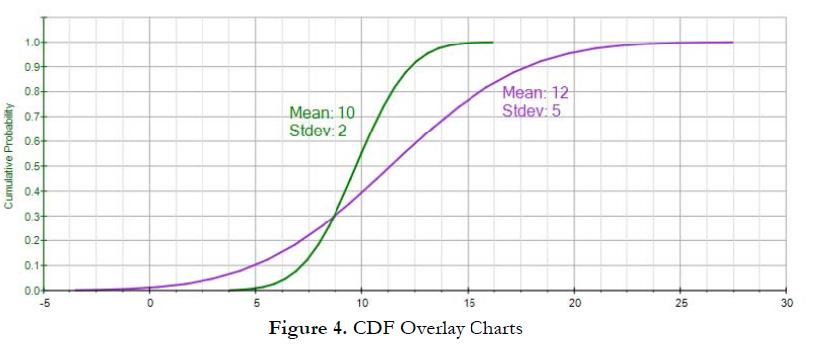 Cumulative Probability
1.0
0.9
0.8
0.7
0.6
0.5
0.4
0.3
0.2
0.1
0.0
Mean: 10
Stdev: 2
Mean: 12
Stdev: 5
-5 0 5 10 15 20 25 30
Figure 4. CDF Overlay Charts